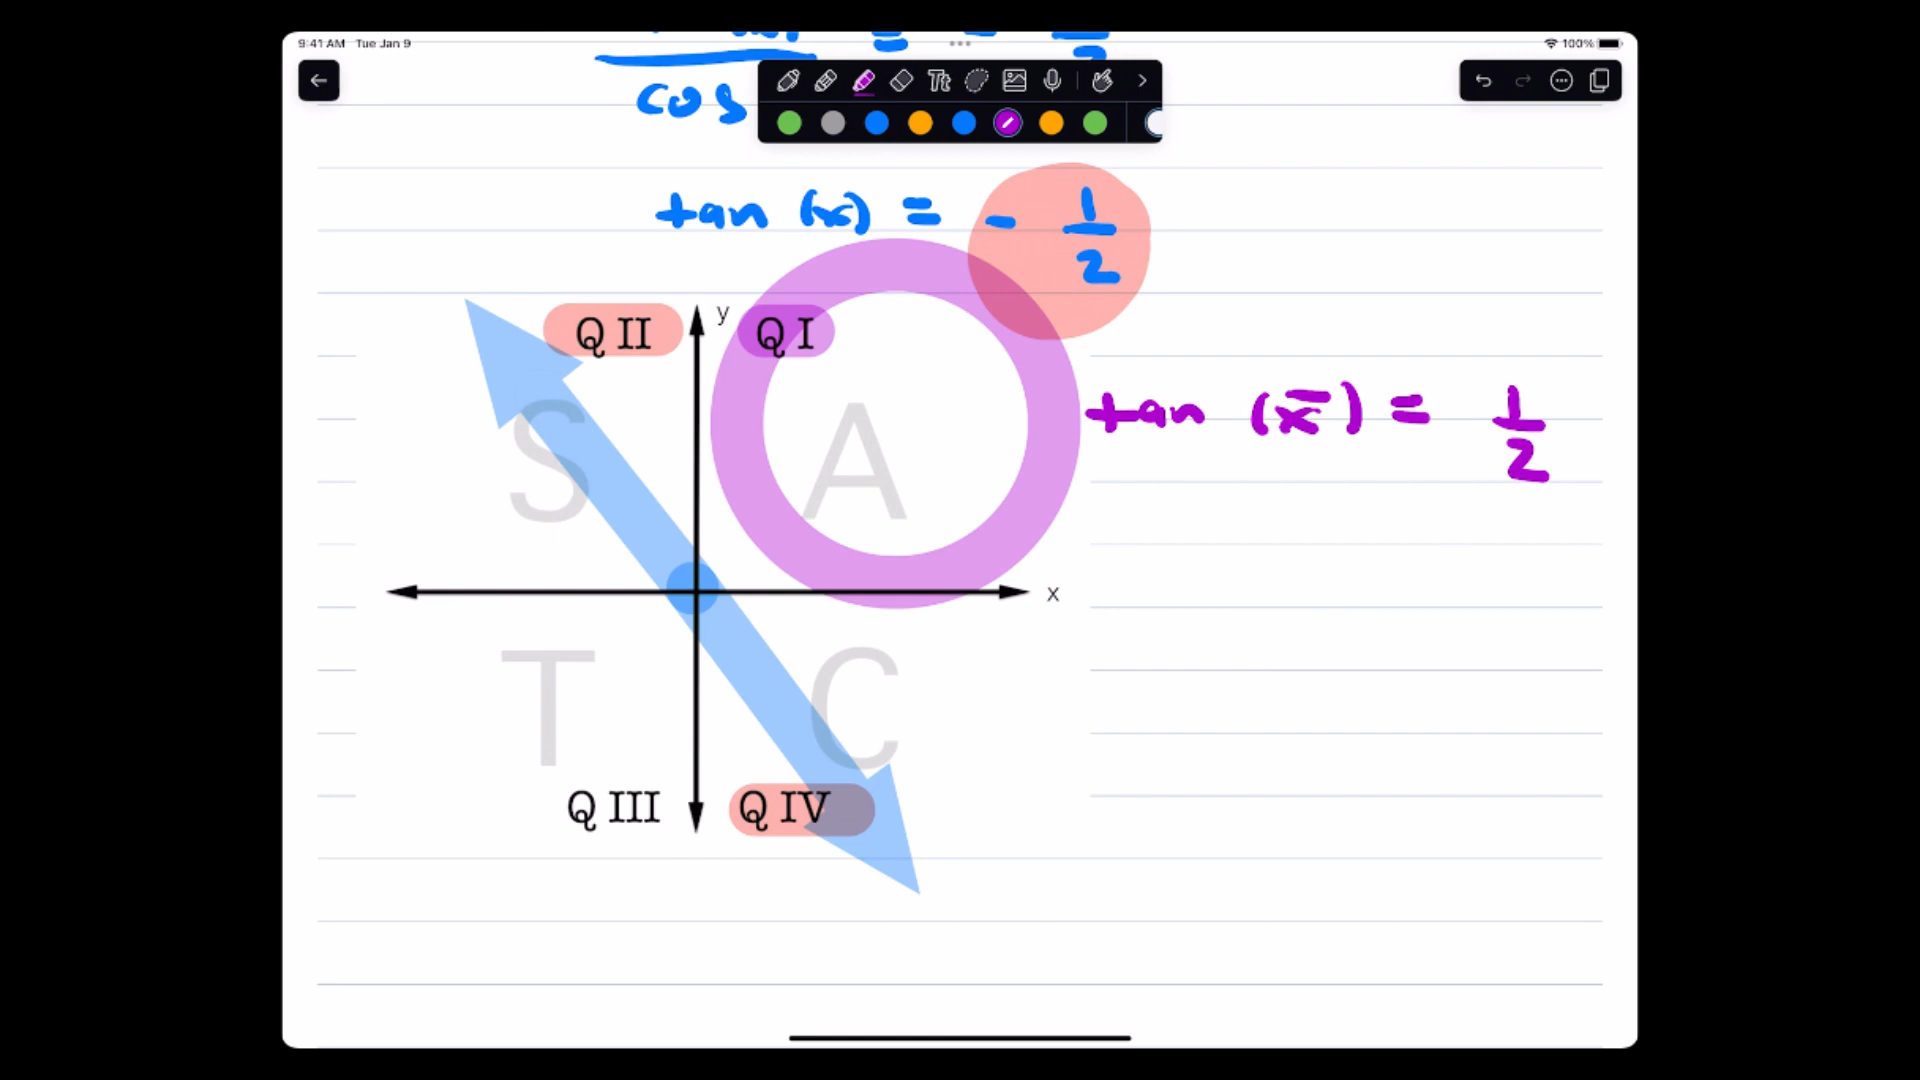 9:41 AM Tue Jan 9
100%
cos
tan (x) = - 1/2
y
Q II
Q I
S
A
tan (x̅) = 1/2
x
T
C
Q III
Q IV